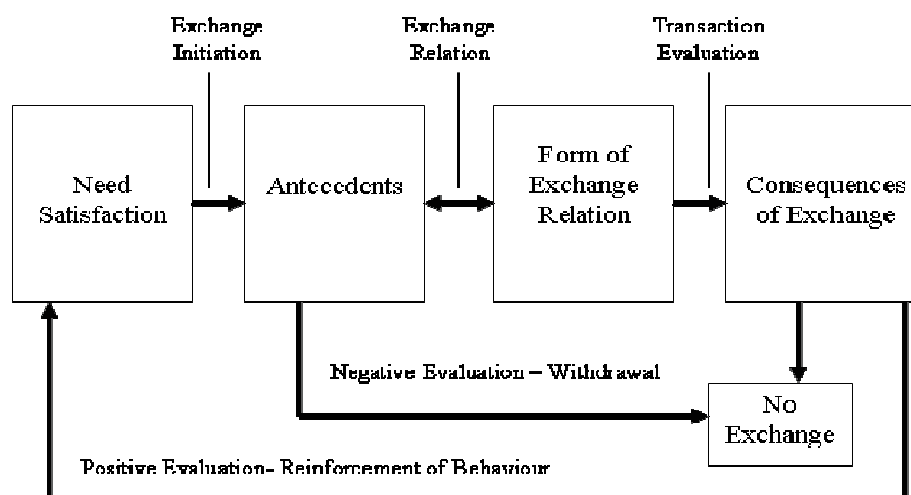 Exchange
Initiation
Exchange
Relation
Transaction
Evaluation
Need
Satisfaction
Antecedents
Form of
Exchange
Relation
Consequences
of Exchange
Negative Evaluation – Withdrawal
No
Exchange
Positive Evaluation- Reinforcement of Behaviour